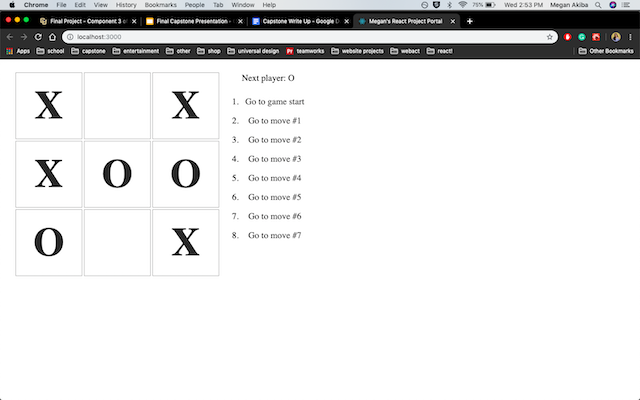 Chrome File Edit View History Bookmarks People Tab Window Help 75% Wed 2:53 PM Megan Akiba
Final Project - Component 3 o
Final Capstone Presentation -
Capstone Write Up - Google D
Megan's React Project Portal
localhost:3000
Apps school capstone entertainment other shop universal design teamworks website projects webact react! Other Bookmarks
X X
X O O
O X
Next player: O
1. Go to game start
2. Go to move #1
3. Go to move #2
4. Go to move #3
5. Go to move #4
6. Go to move #5
7. Go to move #6
8. Go to move #7